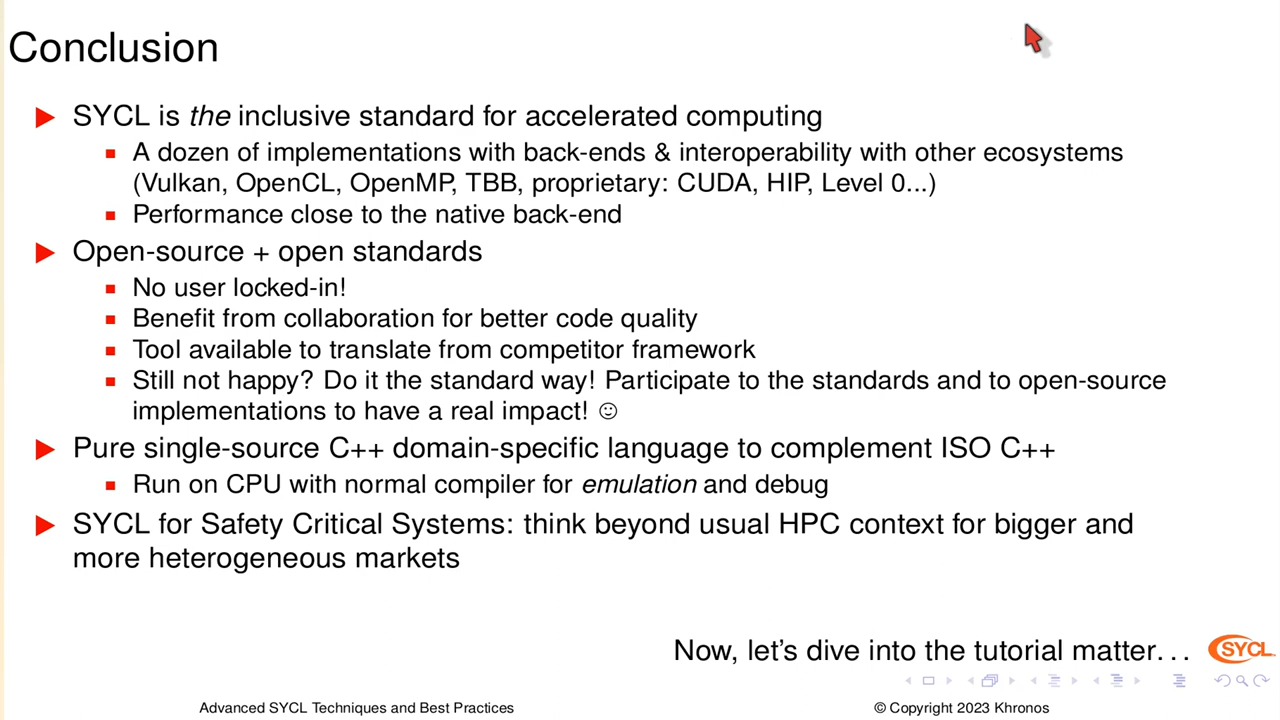 Conclusion
SYCL is the inclusive standard for accelerated computing
A dozen of implementations with back-ends & interoperability with other ecosystems
(Vulkan, OpenCL, OpenMP, TBB, proprietary: CUDA, HIP, Level 0...)
Performance close to the native back-end
Open-source + open standards
No user locked-in!
Benefit from collaboration for better code quality
Tool available to translate from competitor framework
Still not happy? Do it the standard way! Participate to the standards and to open-source
implementations to have a real impact! ☺
Pure single-source C++ domain-specific language to complement ISO C++
Run on CPU with normal compiler for emulation and debug
SYCL for Safety Critical Systems: think beyond usual HPC context for bigger and
more heterogeneous markets
Now, let's dive into the tutorial matter...
SYCL
Advanced SYCL Techniques and Best Practices
© Copyright 2023 Khronos